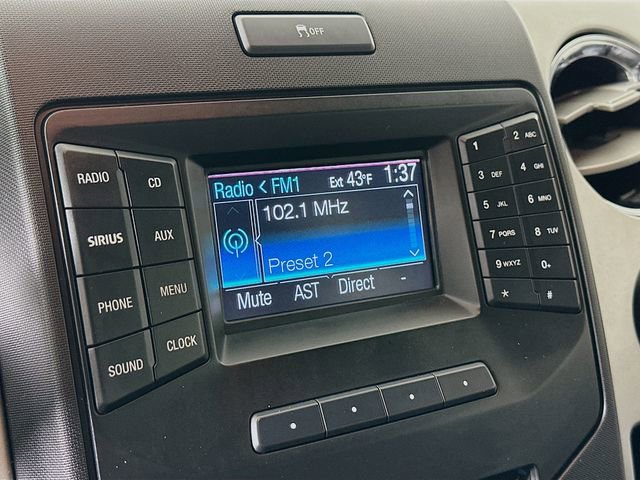 OFF
RADIO
CD
SIRIUS
AUX
PHONE
MENU
SOUND
CLOCK
Radio < FM1 Ext 43°F 1:37
102.1 MHz
Preset 2
Mute AST Direct -
1
2 ABC
3 DEF
4 GHI
5 JKL
6 MNO
7 PQRS
8 TUV
9 WXYZ
0+
*
#